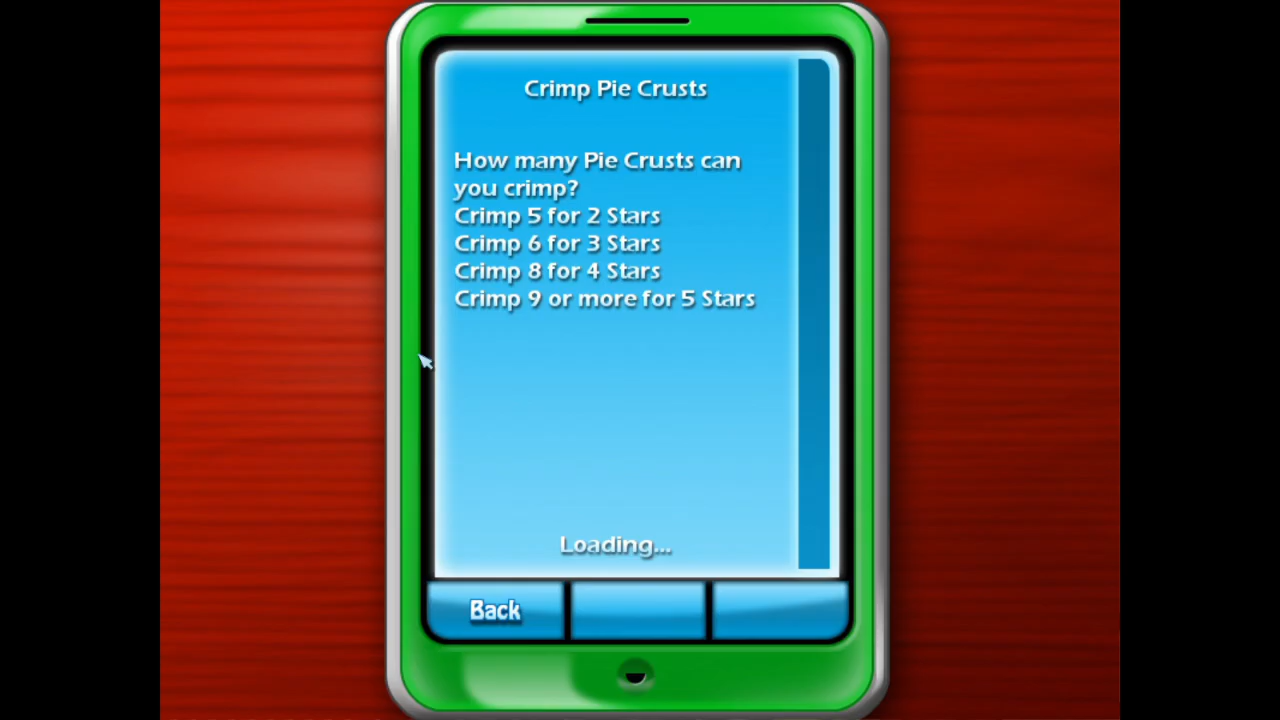 Crimp Pie Crusts
How many Pie Crusts can
you crimp?
Crimp 5 for 2 Stars
Crimp 6 for 3 Stars
Crimp 8 for 4 Stars
Crimp 9 or more for 5 Stars
Loading...
Back